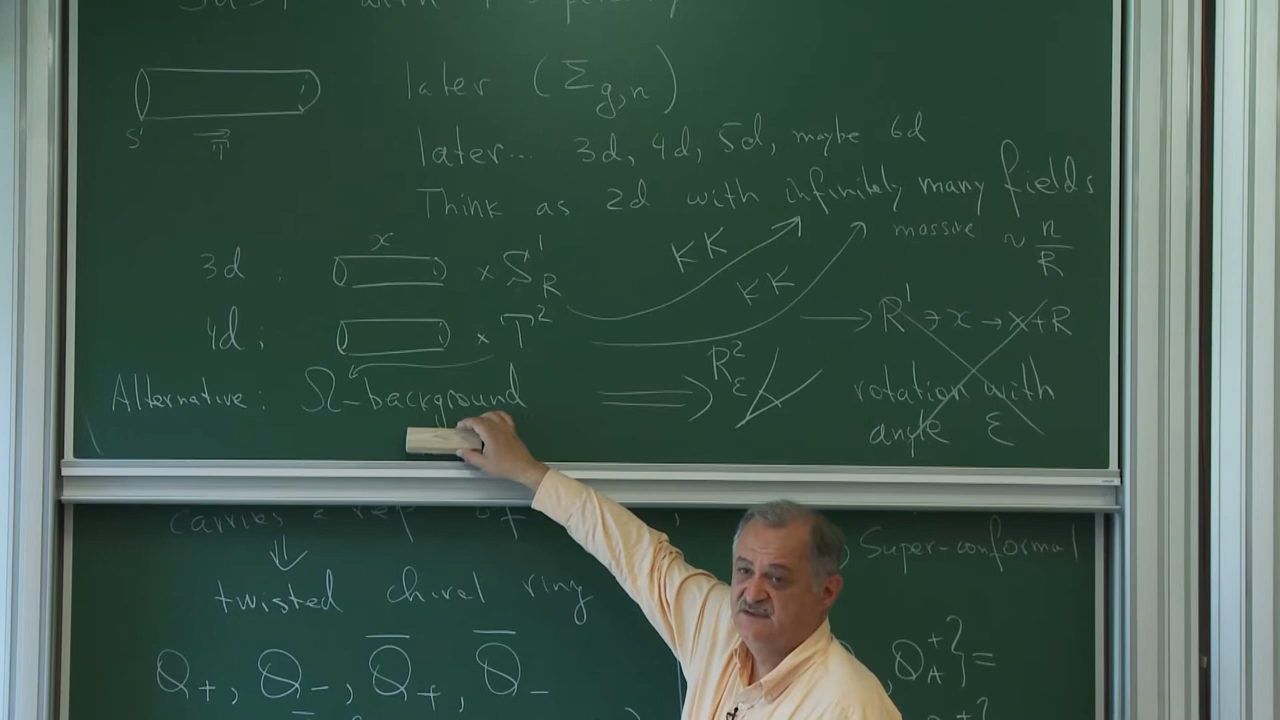 with
later (Σ_{g,n})
S¹
later... 3d, 4d, 5d, maybe 6d
Think as 2d with infinitely many fields
massive ~ n/R
3d : x × S¹_R KK
KK
4d : × T² → R¹ ∋ x → x+R
Alternative: Ω-background ⟹ R²_ε rotation with
angle ε
carries a rep of
Super-conformal
⇓
twisted chiral ring
Q₊, Q₋, Q̄₊, Q̄₋
, Q_A^+} =